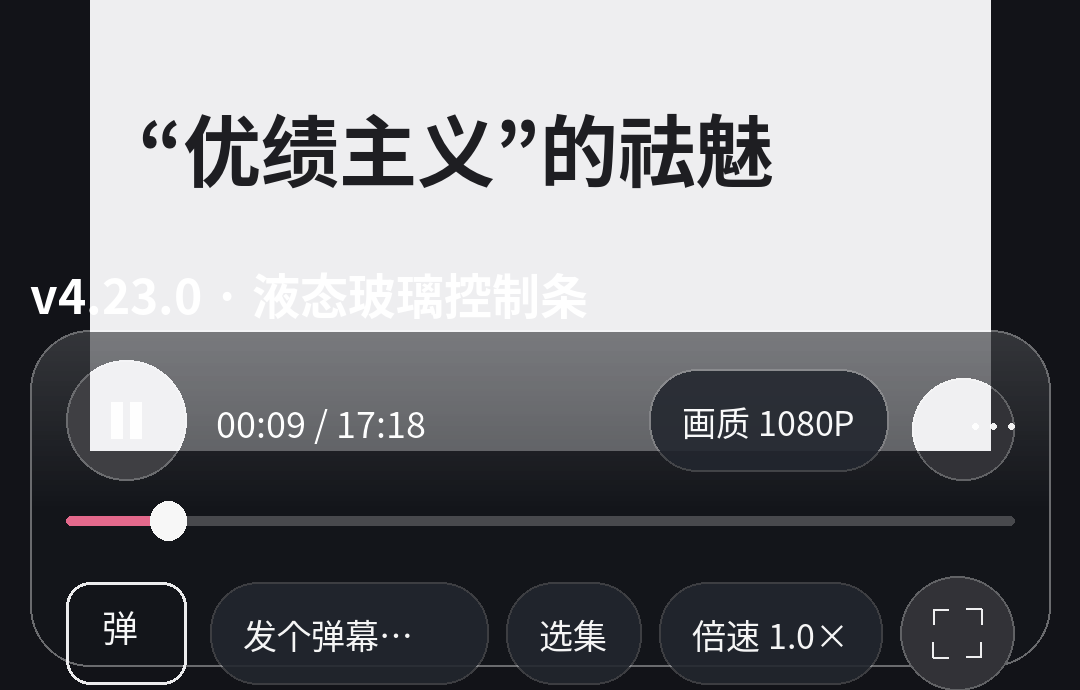 “优绩主义”的祛魅
v4.23.0 · 液态玻璃控制条
00:09 / 17:18
画质 1080P
弹
发个弹幕…
选集
倍速 1.0×